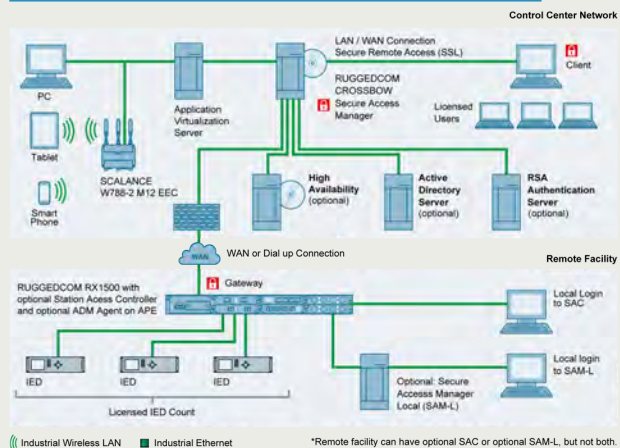 Control Center Network
LAN / WAN Connection
Secure Remote Access (SSL)
Client
PC
Application
Virtualization
Server
RUGGEDCOM
CROSSBOW
Secure Access
Manager
Licensed
Users
Tablet
SCALANCE
W788-2 M12 EEC
Smart
Phone
High
Availability
(optional)
Active
Directory
Server
(optional)
RSA
Authentication
Server
(optional)
WAN
WAN or Dial up Connection
Remote Facility
RUGGEDCOM RX1500 with
optional Station Acess Controller
and optional ADM Agent on APE
Gateway
Local Login
to SAC
IED
IED
IED
Licensed IED Count
Optional: Secure
Accesss Manager
Local (SAM-L)
Local login
to SAM-L
Industrial Wireless LAN
Industrial Ethernet
*Remote facility can have optional SAC or optional SAM-L, but not both.